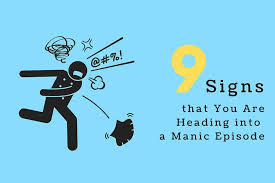 @#%!
9 Signs
that You Are
Heading into
a Manic Episode